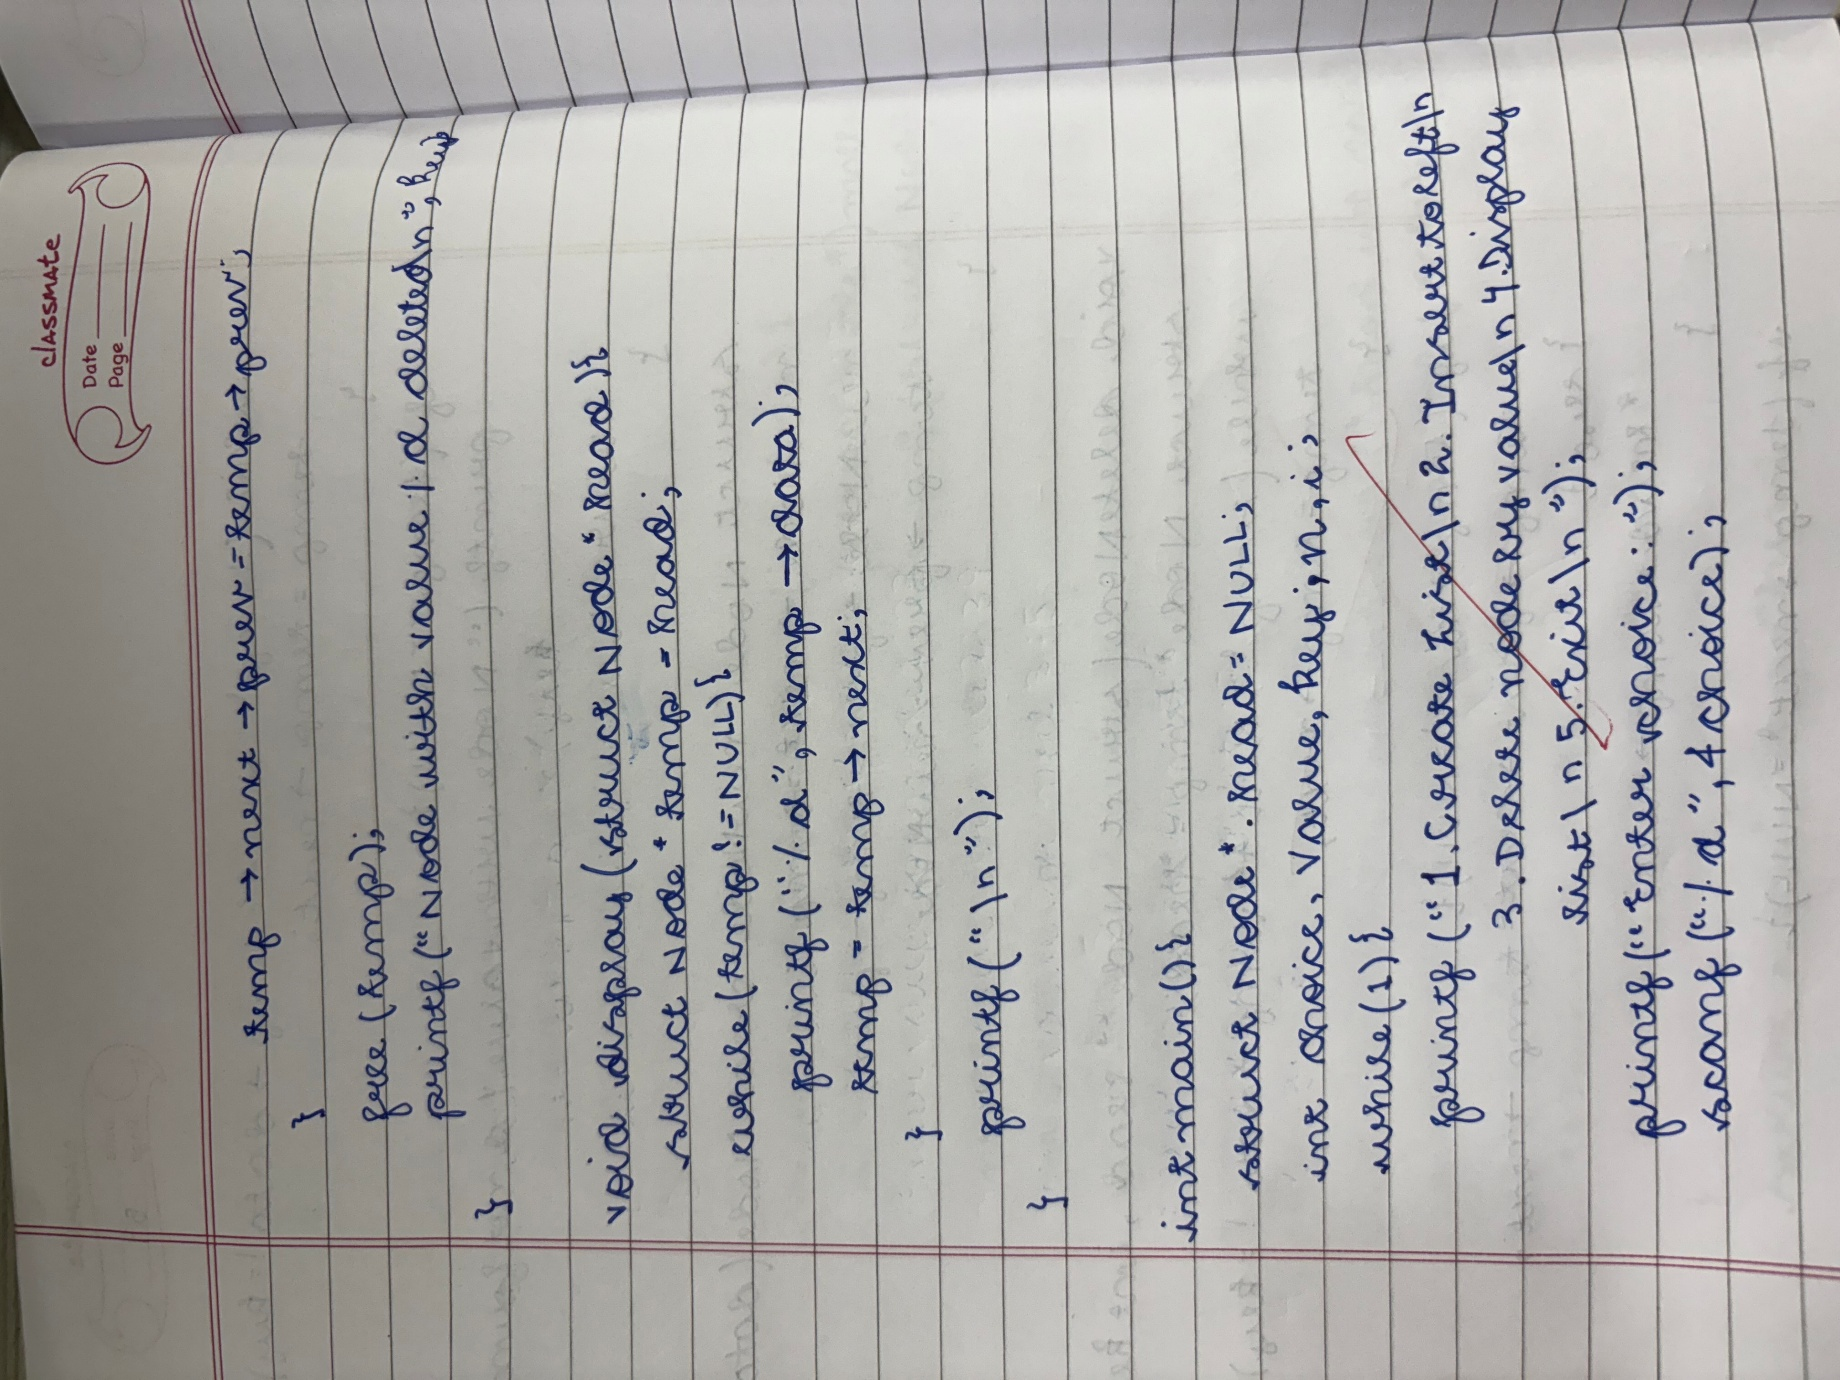 classmate
Date
Page
temp → next → prev = temp → prev;
}
free (temp);
printf ("Node with value %d deleted\n", key
}
void display (struct Node* head){
struct Node* temp = head;
while (temp != NULL){
printf ("%d", temp → data);
temp = temp → next;
}
printf ("\n");
}
int main () {
struct Node* head = NULL;
int choice, value, key, n, i;
while (1) {
printf ("1. Create list\n 2. Insert to left\n
3. Delete node by value\n 4. Display
list\n 5. Exit\n");
printf ("Enter choice: ");
scanf ("%d", &choice);